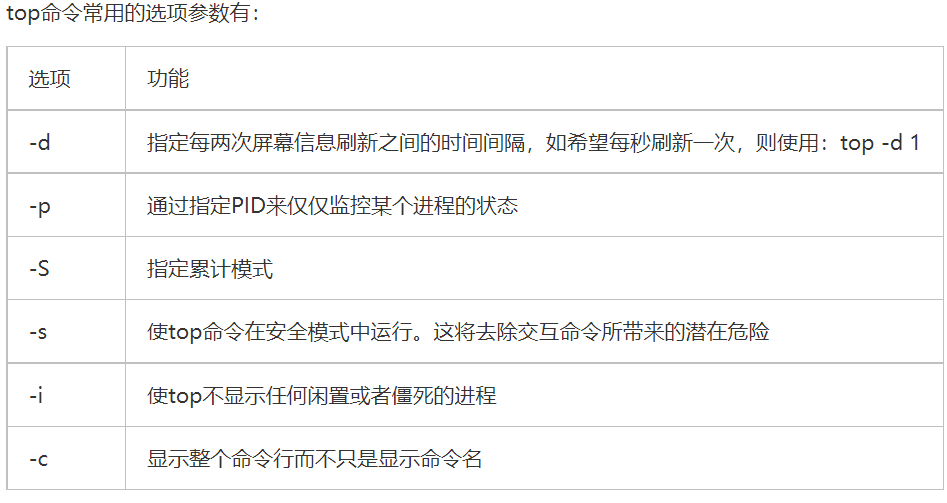 top命令常用的选项参数有：
选项 功能
-d 指定每两次屏幕信息刷新之间的时间间隔，如希望每秒刷新一次，则使用：top -d 1
-p 通过指定PID来仅仅监控某个进程的状态
-S 指定累计模式
-s 使top命令在安全模式中运行。这将去除交互命令所带来的潜在危险
-i 使top不显示任何闲置或者僵死的进程
-c 显示整个命令行而不只是显示命令名